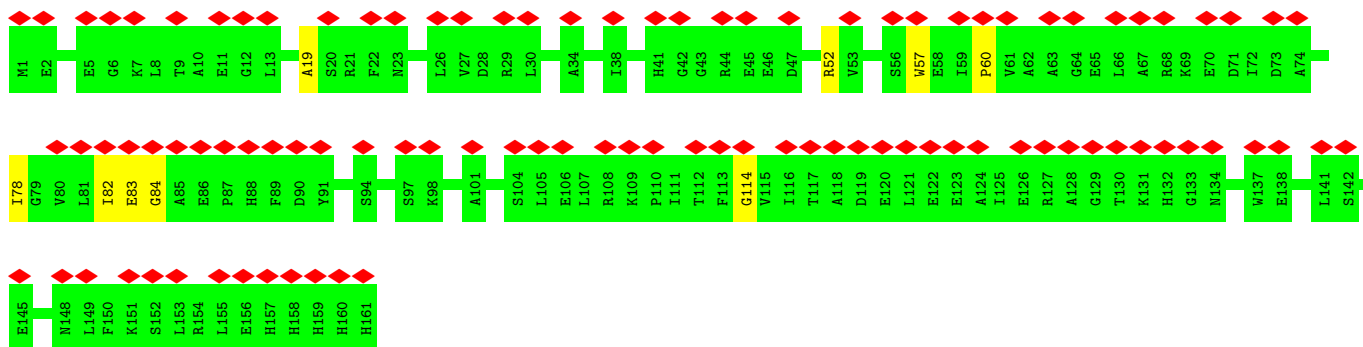 M1 E2 E5 G6 K7 L8 T9 A10 E11 G12 L13 A19 S20 R21 F22 N23 L26 V27 D28 R29 L30 A34 I38 H41 G42 G43 R44 E45 E46 D47 R52 V53 S56 W57 E58 I59 P60 V61 A62 A63 G64 E65 L66 A67 R68 K69 E70 D71 I72 D73 A74
I78 G79 V80 L81 I82 E83 G84 A85 E86 P87 H88 F89 D90 Y91 S94 S97 K98 A101 S104 L105 E106 L107 R108 K109 P110 I111 T112 F113 G114 V115 I116 T117 A118 D119 E120 L121 E122 E123 A124 I125 E126 R127 A128 G129 T130 K131 H132 G133 N134 W137 E138 L141 S142
E145 N148 L149 F150 K151 S152 L153 R154 L155 E156 H157 H158 H159 H160 H161